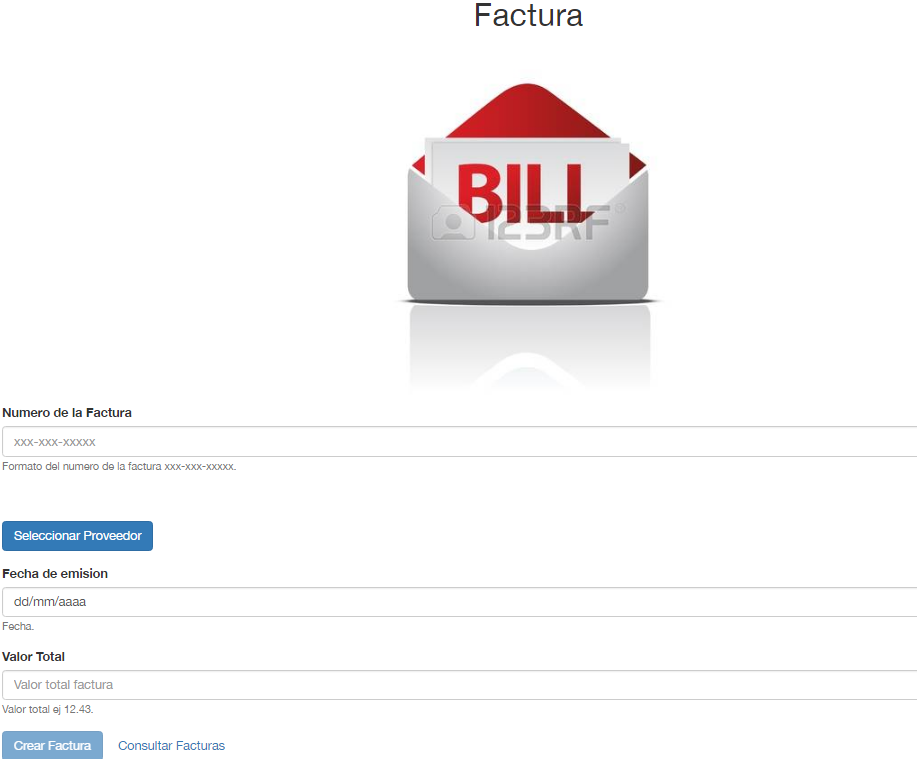 Factura
BILL
123RF
Numero de la Factura
xxx-xxx-xxxxx
Formato del numero de la factura xxx-xxx-xxxxx.
Seleccionar Proveedor
Fecha de emision
dd/mm/aaaa
Fecha.
Valor Total
Valor total factura
Valor total ej 12.43.
Crear Factura Consultar Facturas